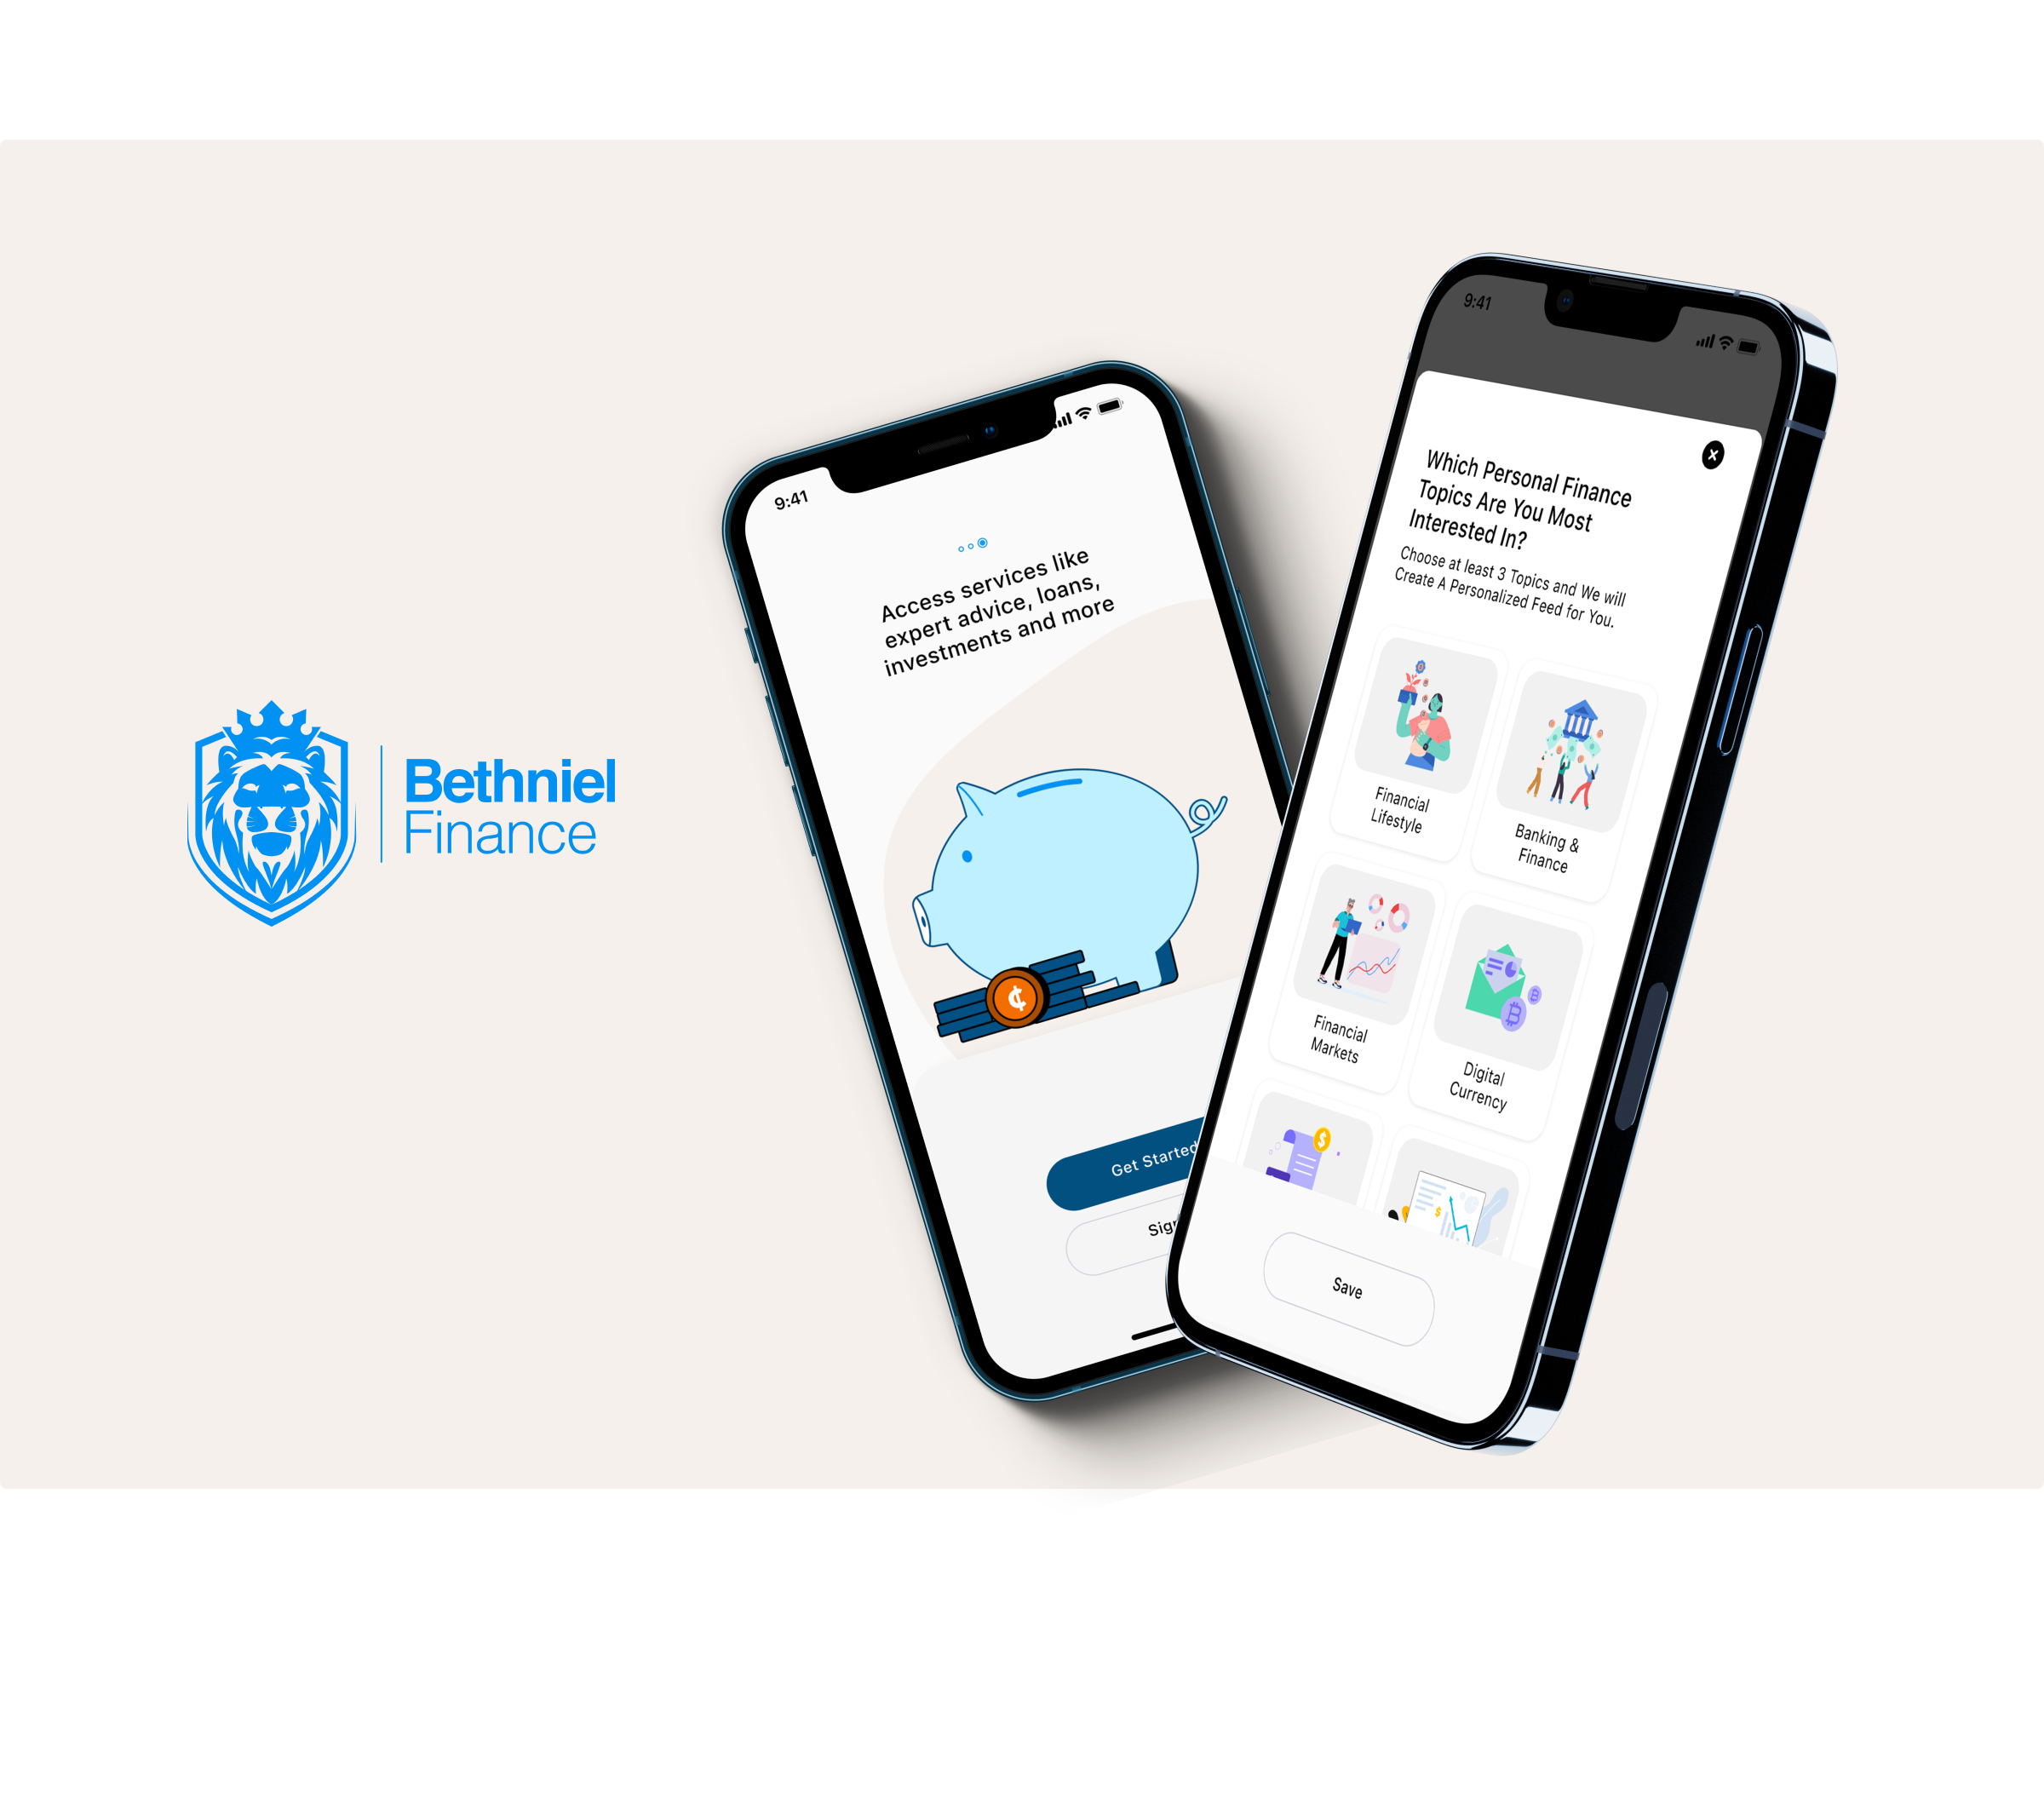 Bethniel
Finance
9:41
Access services like
expert advice, loans,
investments and more
¢
Get Started
9:41
Which Personal Finance
Topics Are You Most
Interested In?
Choose at least 3 Topics and We will
Create A Personalized Feed for You.
Financial
Lifestyle
Banking &
Finance
Financial
Markets
Digital
Currency
$
$
Save